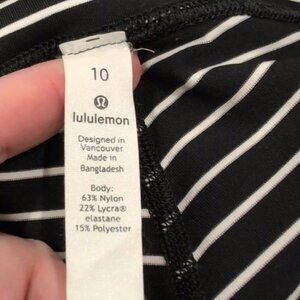 10
lululemon
Designed in
Vancouver
Made in
Bangladesh
Body:
63% Nylon
22% Lycra®
elastane
15% Polyester